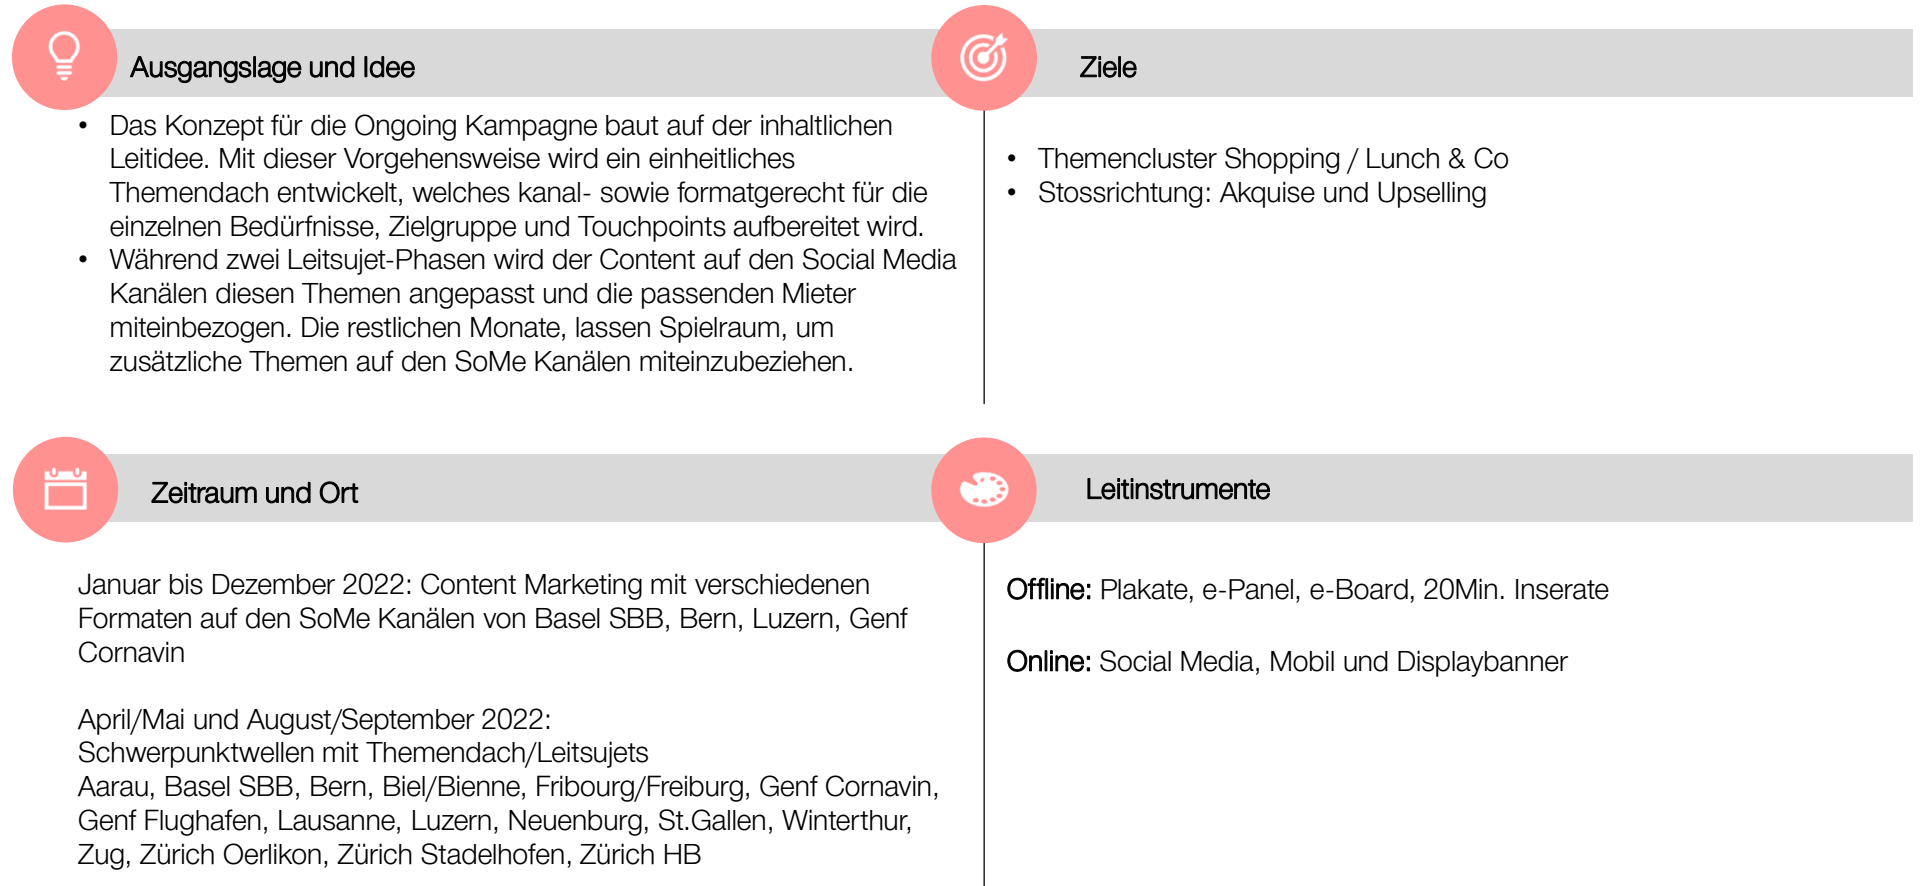 Ausgangslage und Idee
• Das Konzept für die Ongoing Kampagne baut auf der inhaltlichen
Leitidee. Mit dieser Vorgehensweise wird ein einheitliches
Themendach entwickelt, welches kanal- sowie formatgerecht für die
einzelnen Bedürfnisse, Zielgruppe und Touchpoints aufbereitet wird.
• Während zwei Leitsujet-Phasen wird der Content auf den Social Media
Kanälen diesen Themen angepasst und die passenden Mieter
miteinbezogen. Die restlichen Monate, lassen Spielraum, um
zusätzliche Themen auf den SoMe Kanälen miteinzubeziehen.
Ziele
• Themencluster Shopping / Lunch & Co
• Stossrichtung: Akquise und Upselling
Zeitraum und Ort
Januar bis Dezember 2022: Content Marketing mit verschiedenen
Formaten auf den SoMe Kanälen von Basel SBB, Bern, Luzern, Genf
Cornavin
April/Mai und August/September 2022:
Schwerpunktwellen mit Themendach/Leitsujets
Aarau, Basel SBB, Bern, Biel/Bienne, Fribourg/Freiburg, Genf Cornavin,
Genf Flughafen, Lausanne, Luzern, Neuenburg, St.Gallen, Winterthur,
Zug, Zürich Oerlikon, Zürich Stadelhofen, Zürich HB
Leitinstrumente
Offline: Plakate, e-Panel, e-Board, 20Min. Inserate
Online: Social Media, Mobil und Displaybanner